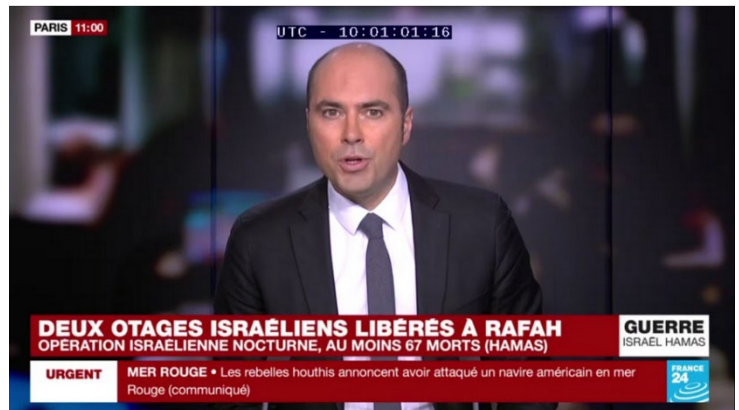 PARIS 11:00
UTC - 10:01:01:16
DEUX OTAGES ISRAÉLIENS LIBÉRÉS À RAFAH
OPÉRATION ISRAÉLIENNE NOCTURNE, AU MOINS 67 MORTS (HAMAS)
GUERRE
ISRAËL HAMAS
URGENT
MER ROUGE • Les rebelles houthis annoncent avoir attaqué un navire américain en mer
Rouge (communiqué)
FRANCE
24